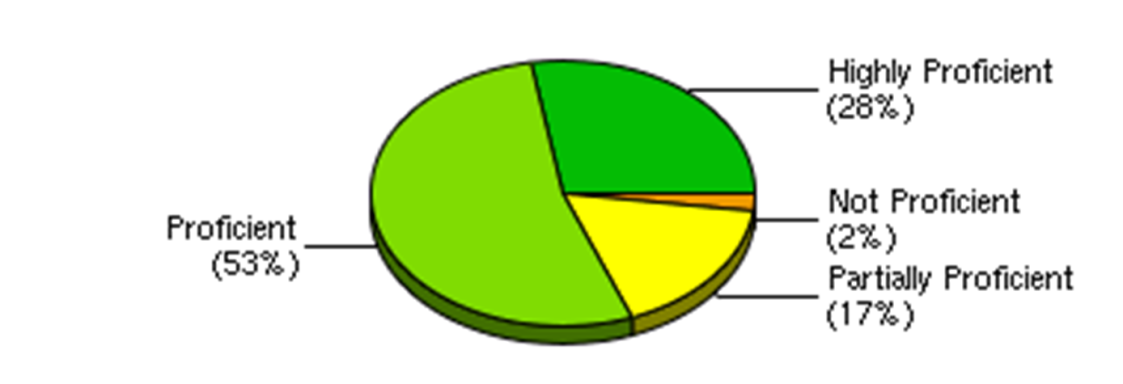 Highly Proficient
(28%)
Not Proficient
(2%)
Proficient
(53%)
Partially Proficient
(17%)